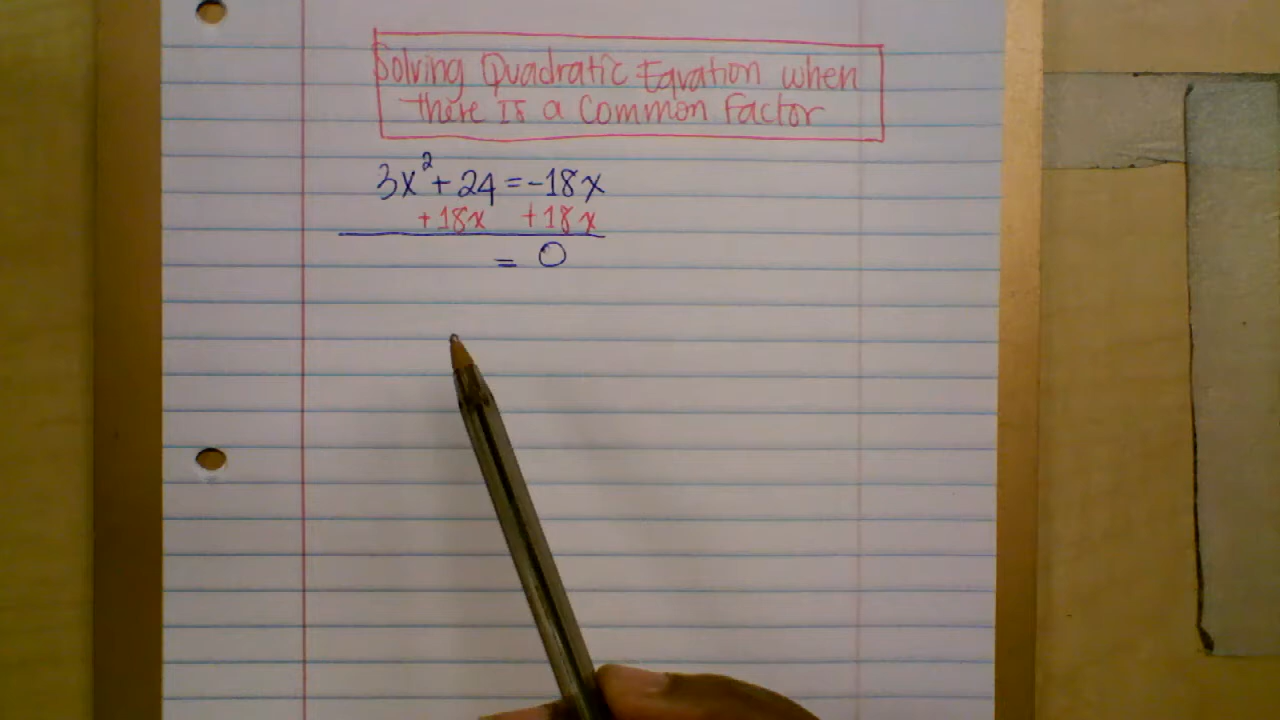 Solving Quadratic Equation when
there Is a Common Factor
3x² + 24 = -18x
+18x +18x
= 0